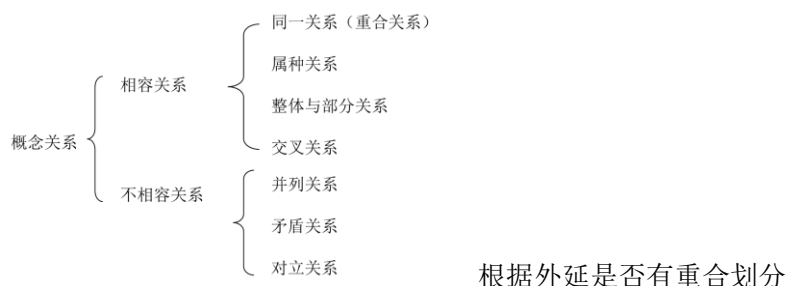 概念关系
相容关系
同一关系（重合关系）
属种关系
整体与部分关系
交叉关系
不相容关系
并列关系
矛盾关系
对立关系
根据外延是否有重合划分